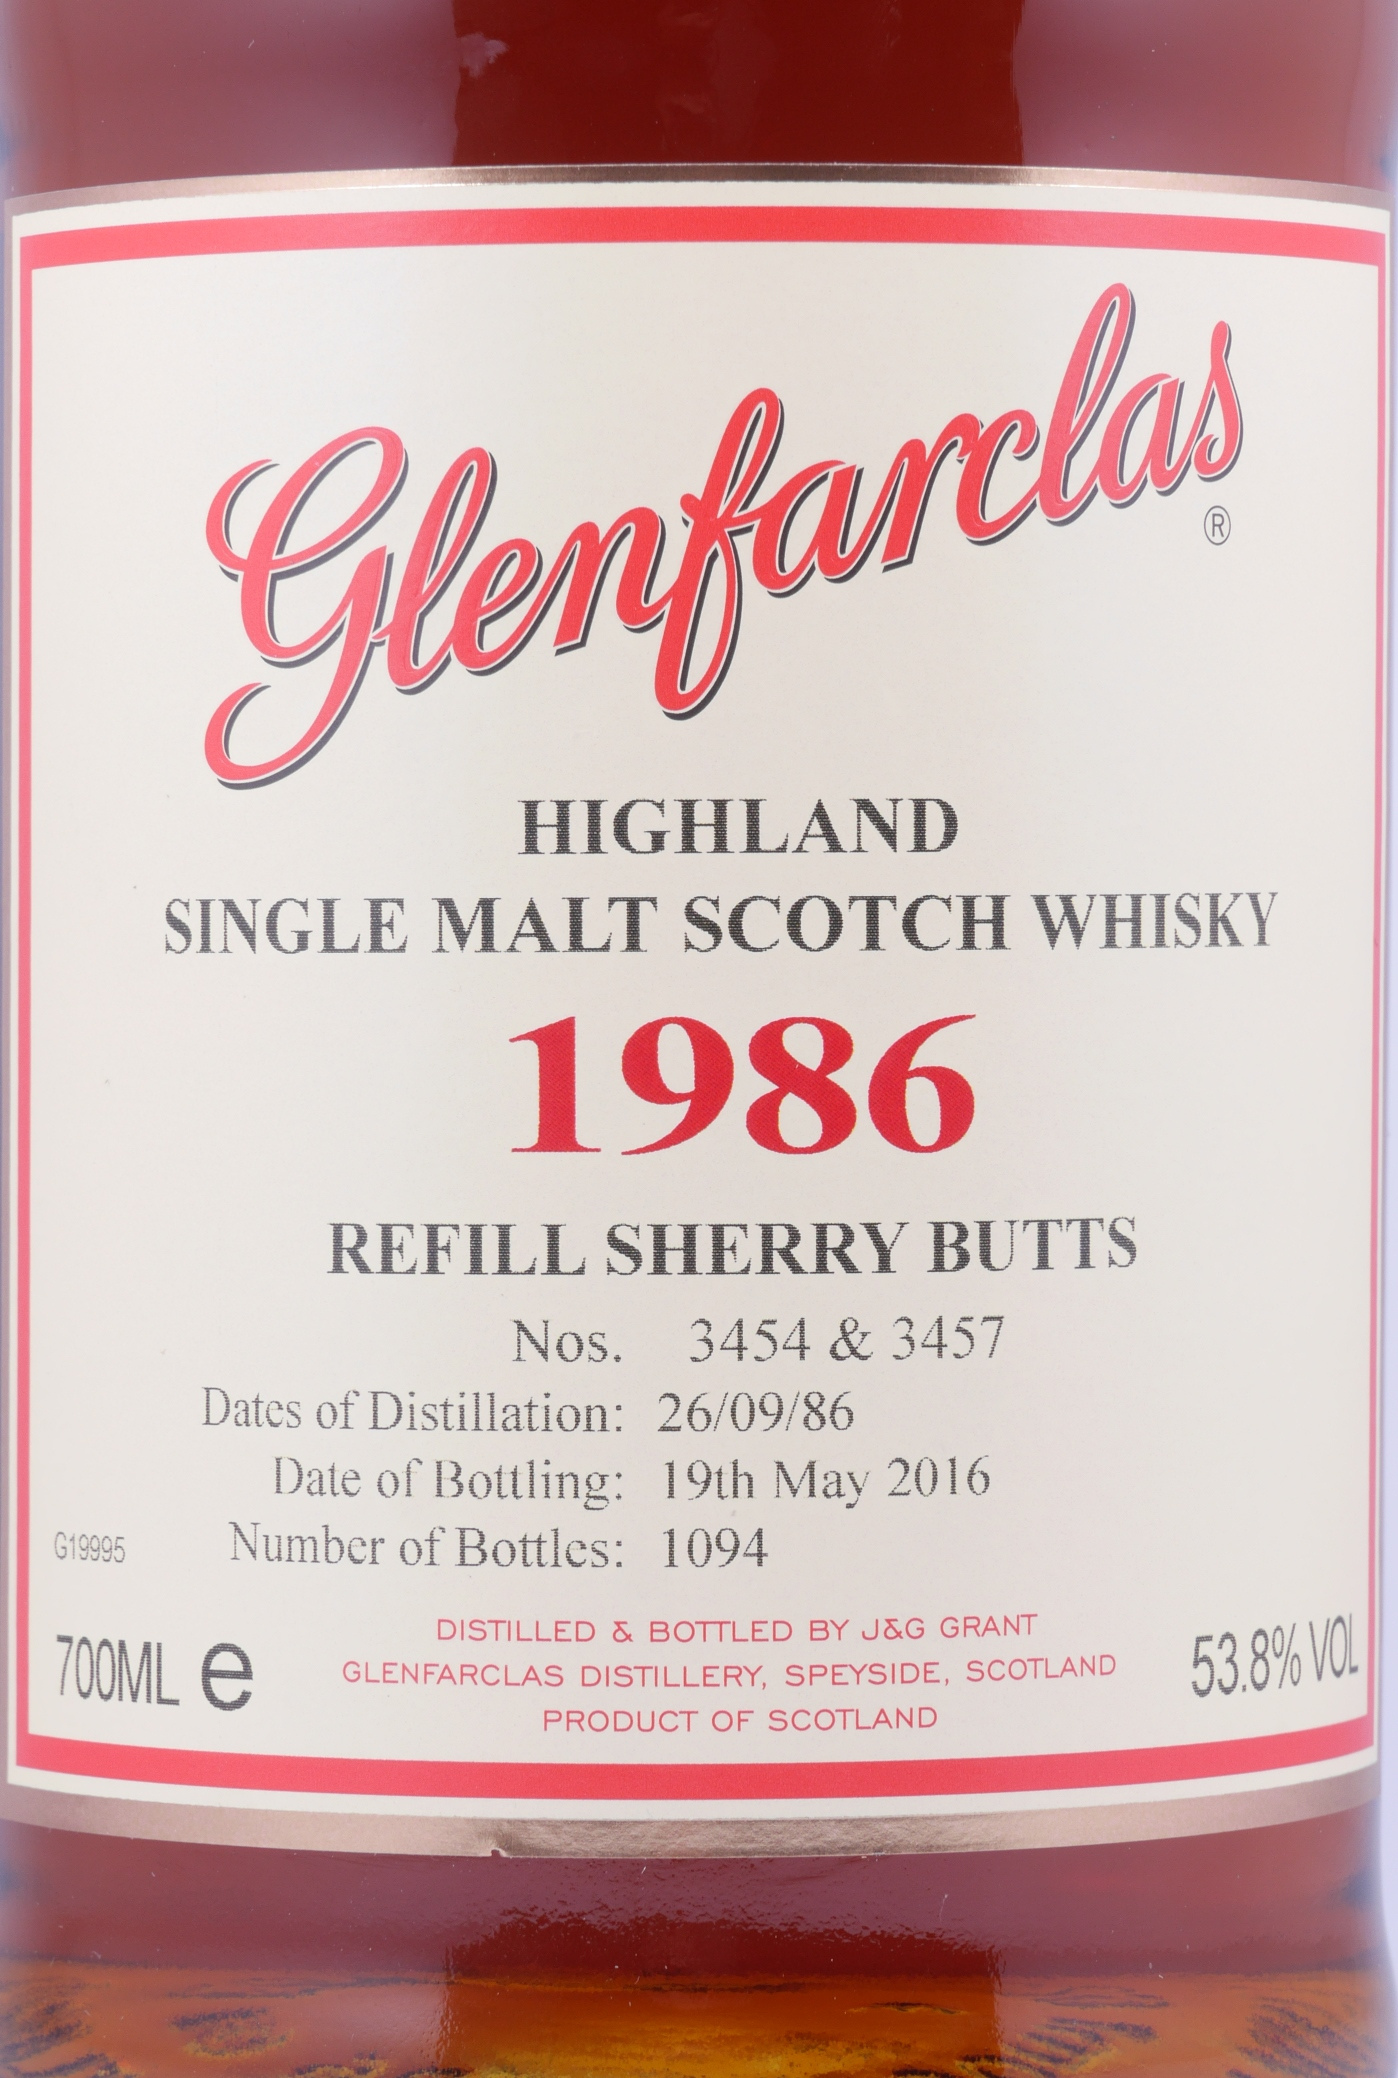 Glenfarclas
®
HIGHLAND
SINGLE MALT SCOTCH WHISKY
1986
REFILL SHERRY BUTTS
Nos. 3454 & 3457
Dates of Distillation: 26/09/86
Date of Bottling: 19th May 2016
G19995 Number of Bottles: 1094
DISTILLED & BOTTLED BY J&G GRANT
700ML e GLENFARCLAS DISTILLERY, SPEYSIDE, SCOTLAND 53.8% VOL
PRODUCT OF SCOTLAND